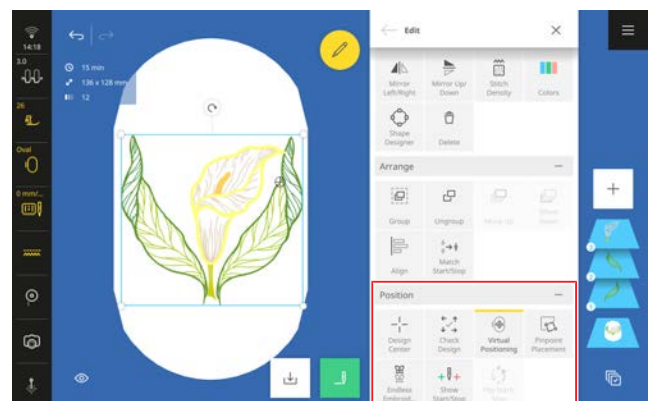 14:18
3.0
26
Oval
0 mm/...
15 min
136 x 128 mm
12
Edit
Mirror Left/Right
Mirror Up/Down
Stitch Density
Colors
Shape Designer
Delete
Arrange
Group
Ungroup
Move Up
Align
Match Start/Stop
Position
Design Center
Check Design
Virtual Positioning
Pinpoint Placement
Endless Embroid...
Show Start/Stop